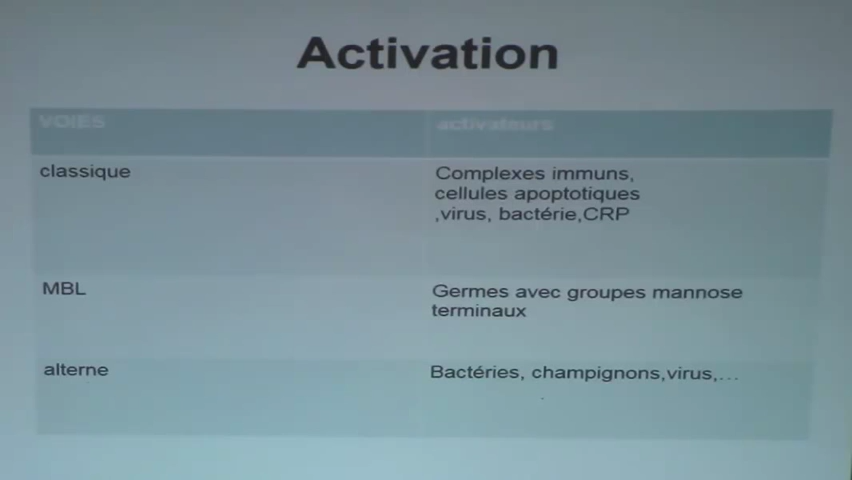 Activation
VOIES
activateurs
classique
Complexes immuns,
cellules apoptotiques
,virus, bactérie,CRP
MBL
Germes avec groupes mannose
terminaux
alterne
Bactéries, champignons,virus,...